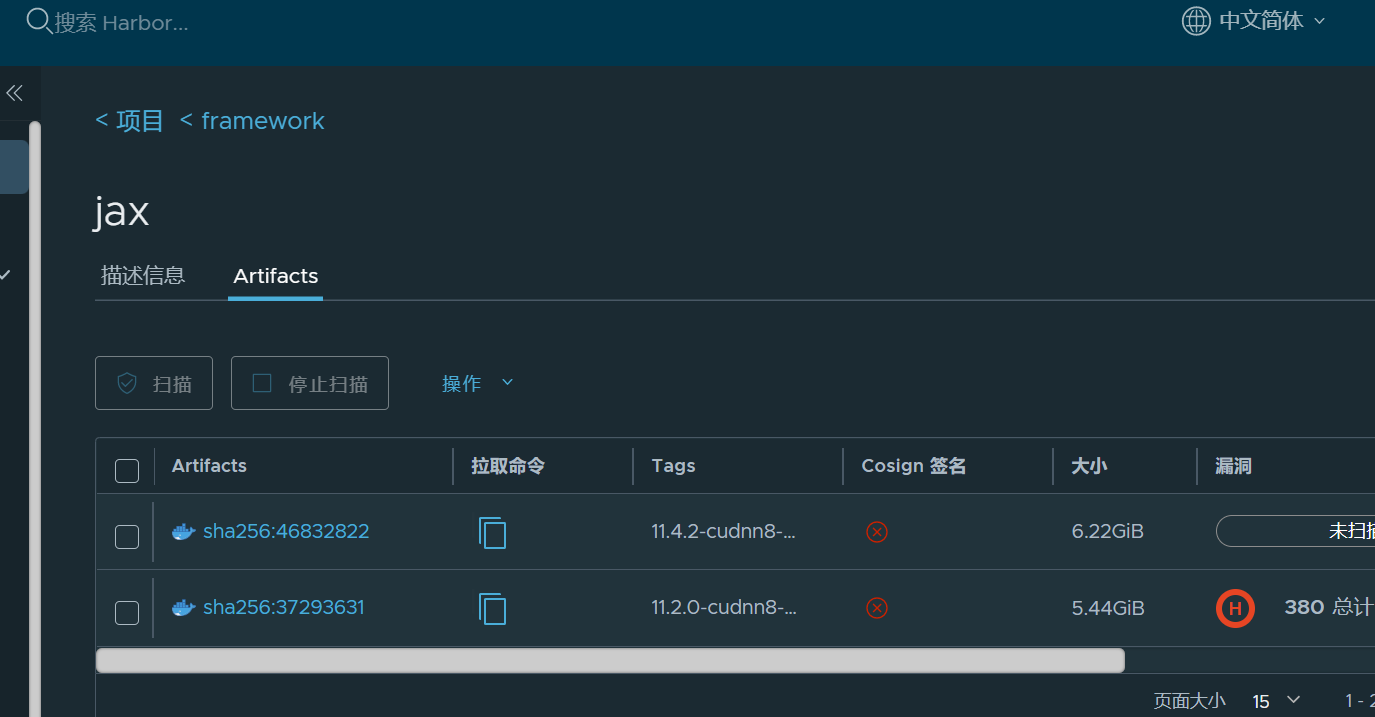 搜索 Harbor...
中文简体
< 项目 < framework
jax
描述信息 Artifacts
扫描 停止扫描 操作
Artifacts 拉取命令 Tags Cosign 签名 大小 漏洞
sha256:46832822 11.4.2-cudnn8-... 6.22GiB 未扫
sha256:37293631 11.2.0-cudnn8-... 5.44GiB H 380 总计
页面大小 15 1 -